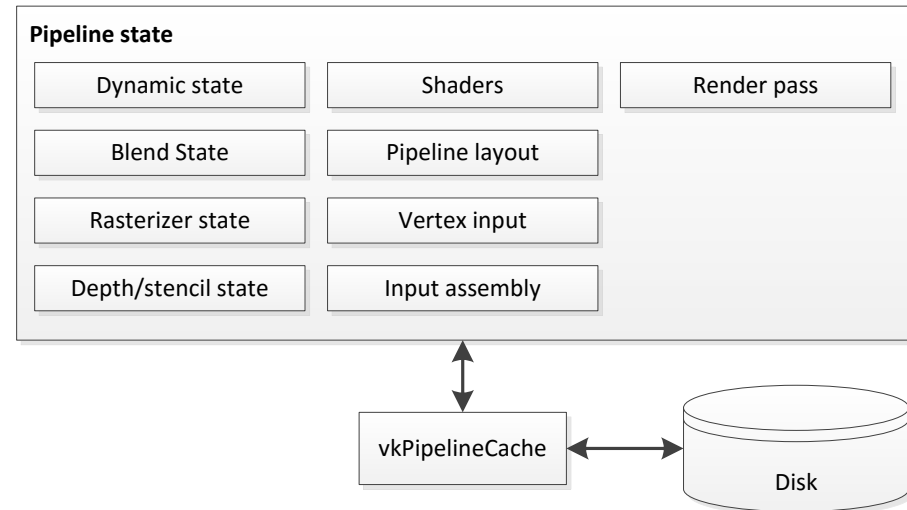 Pipeline state
Dynamic state
Shaders
Render pass
Blend State
Pipeline layout
Rasterizer state
Vertex input
Depth/stencil state
Input assembly
vkPipelineCache
Disk